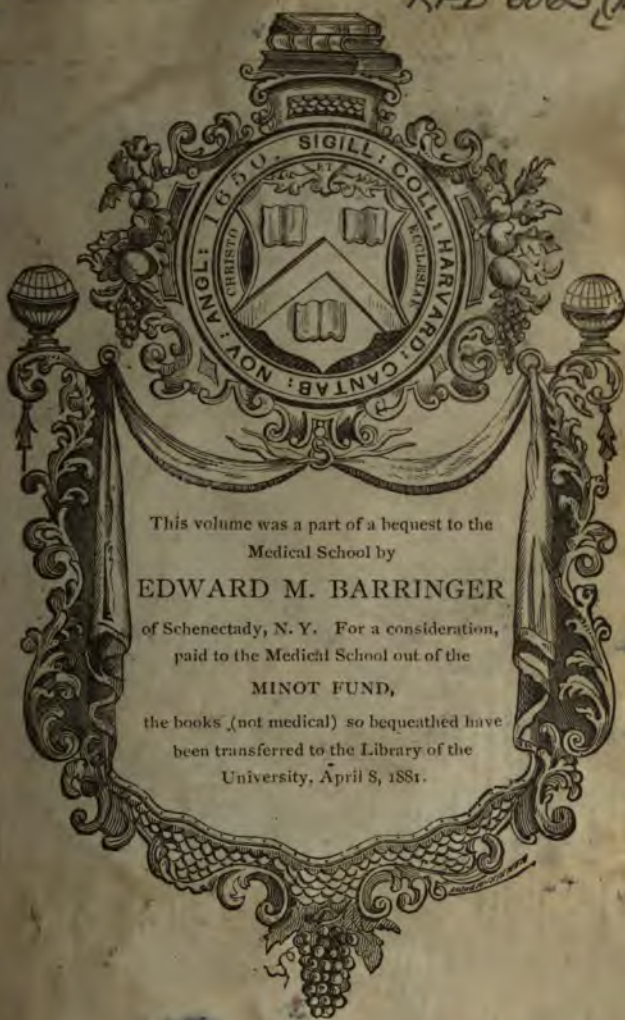 SIGILL: COLL: HARVARD: CANTAB: NOV: ANGL: 1650.
ET
CHRISTO
ECCLESIAE
This volume was a part of a bequest to the
Medical School by
EDWARD M. BARRINGER
of Schenectady, N. Y. For a consideration,
paid to the Medical School out of the
MINOT FUND,
the books (not medical) so bequeathed have
been transferred to the Library of the
University, April 8, 1881.